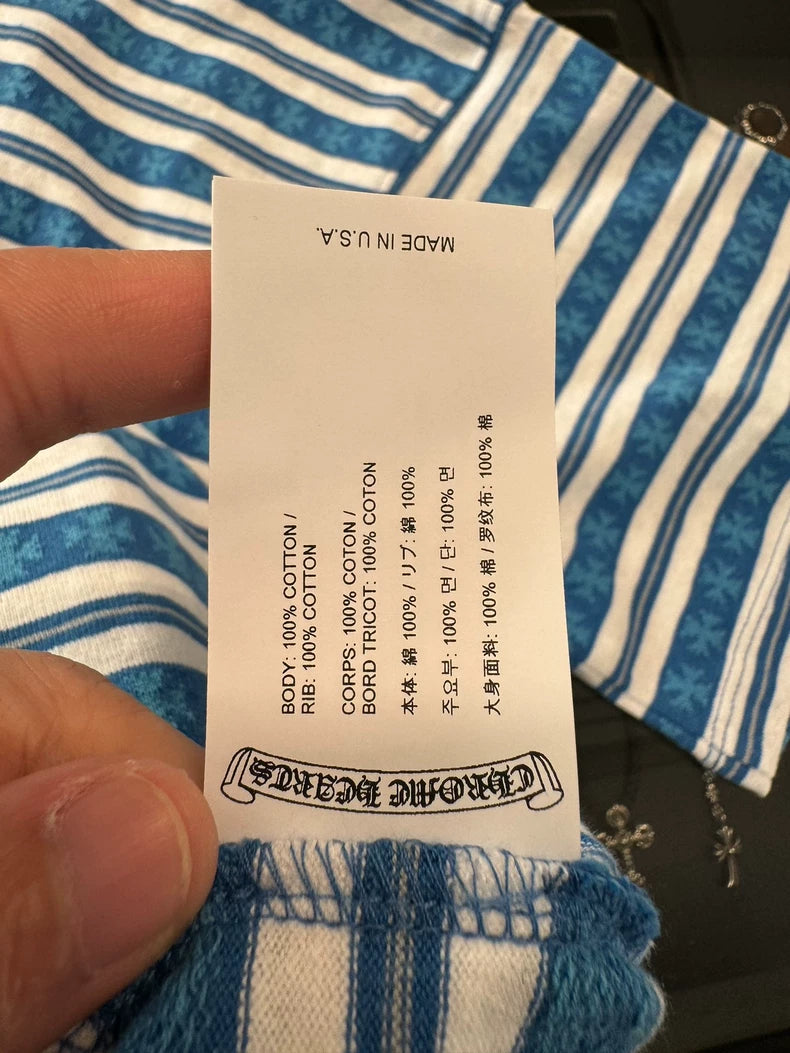 MADE IN U.S.A.
BODY: 100% COTTON /
RIB: 100% COTTON
CORPS: 100% COTON /
BORD TRICOT: 100% COTON
本体: 綿 100% / リブ: 綿 100%
주요부: 100% 면 / 단: 100% 면
大身面料: 100% 棉 / 罗纹布: 100% 棉
CHROME HEARTS